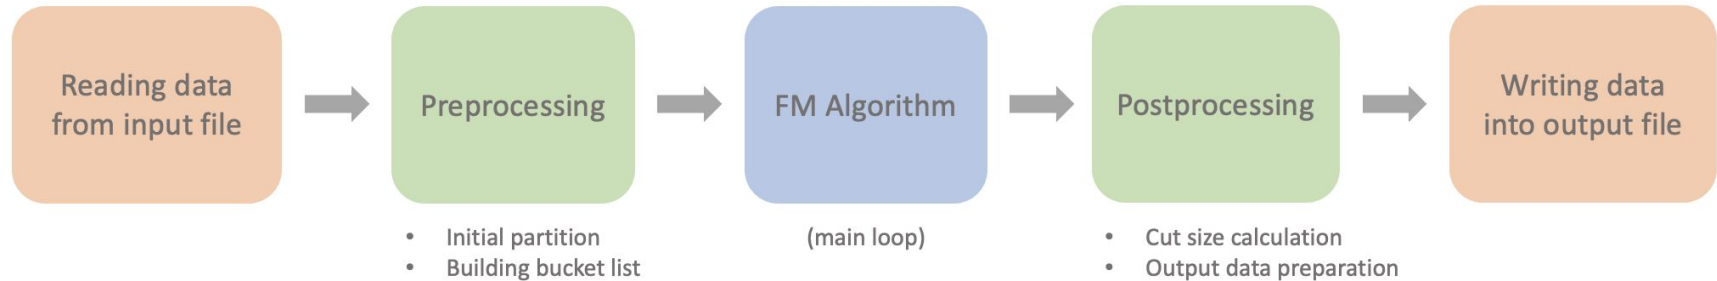 Reading data
from input file
Preprocessing
• Initial partition
• Building bucket list
FM Algorithm
(main loop)
Postprocessing
• Cut size calculation
• Output data preparation
Writing data
into output file